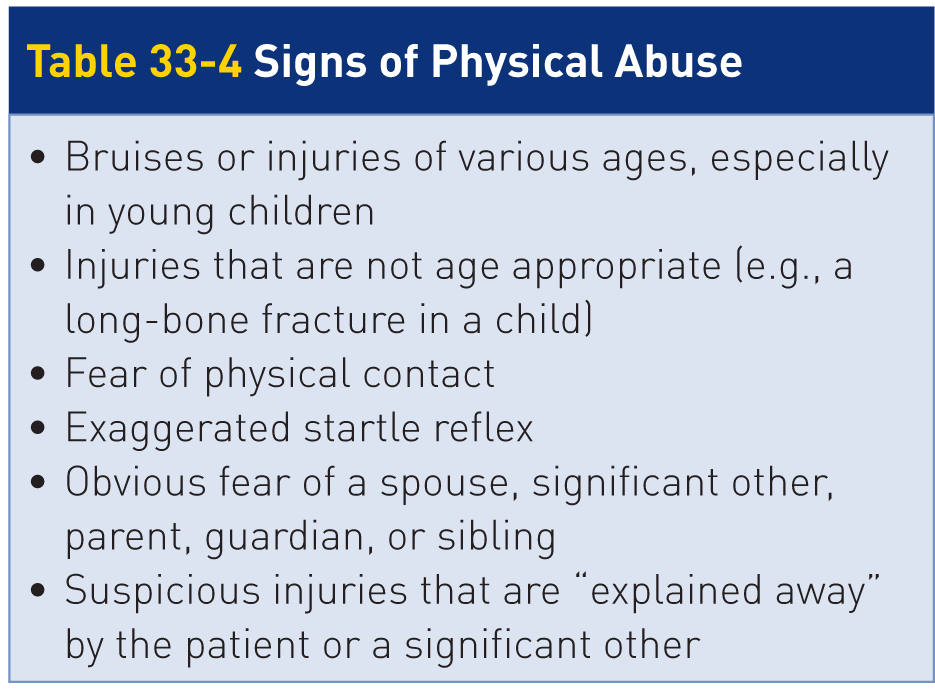 Table 33-4 Signs of Physical Abuse
• Bruises or injuries of various ages, especially
in young children
• Injuries that are not age appropriate (e.g., a
long-bone fracture in a child)
• Fear of physical contact
• Exaggerated startle reflex
• Obvious fear of a spouse, significant other,
parent, guardian, or sibling
• Suspicious injuries that are “explained away”
by the patient or a significant other